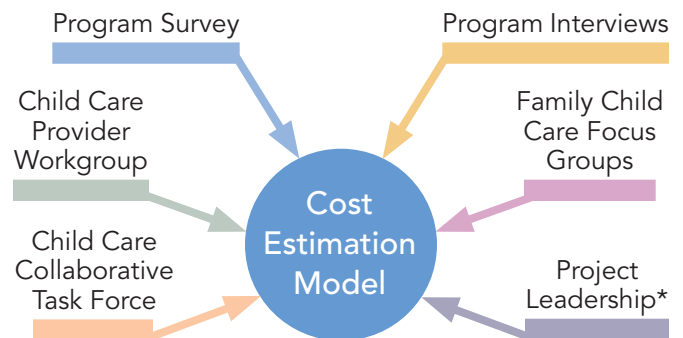 Program Survey
Program Interviews
Child Care
Provider
Workgroup
Family Child
Care Focus
Groups
Cost
Estimation
Model
Child Care
Collaborative
Task Force
Project
Leadership*